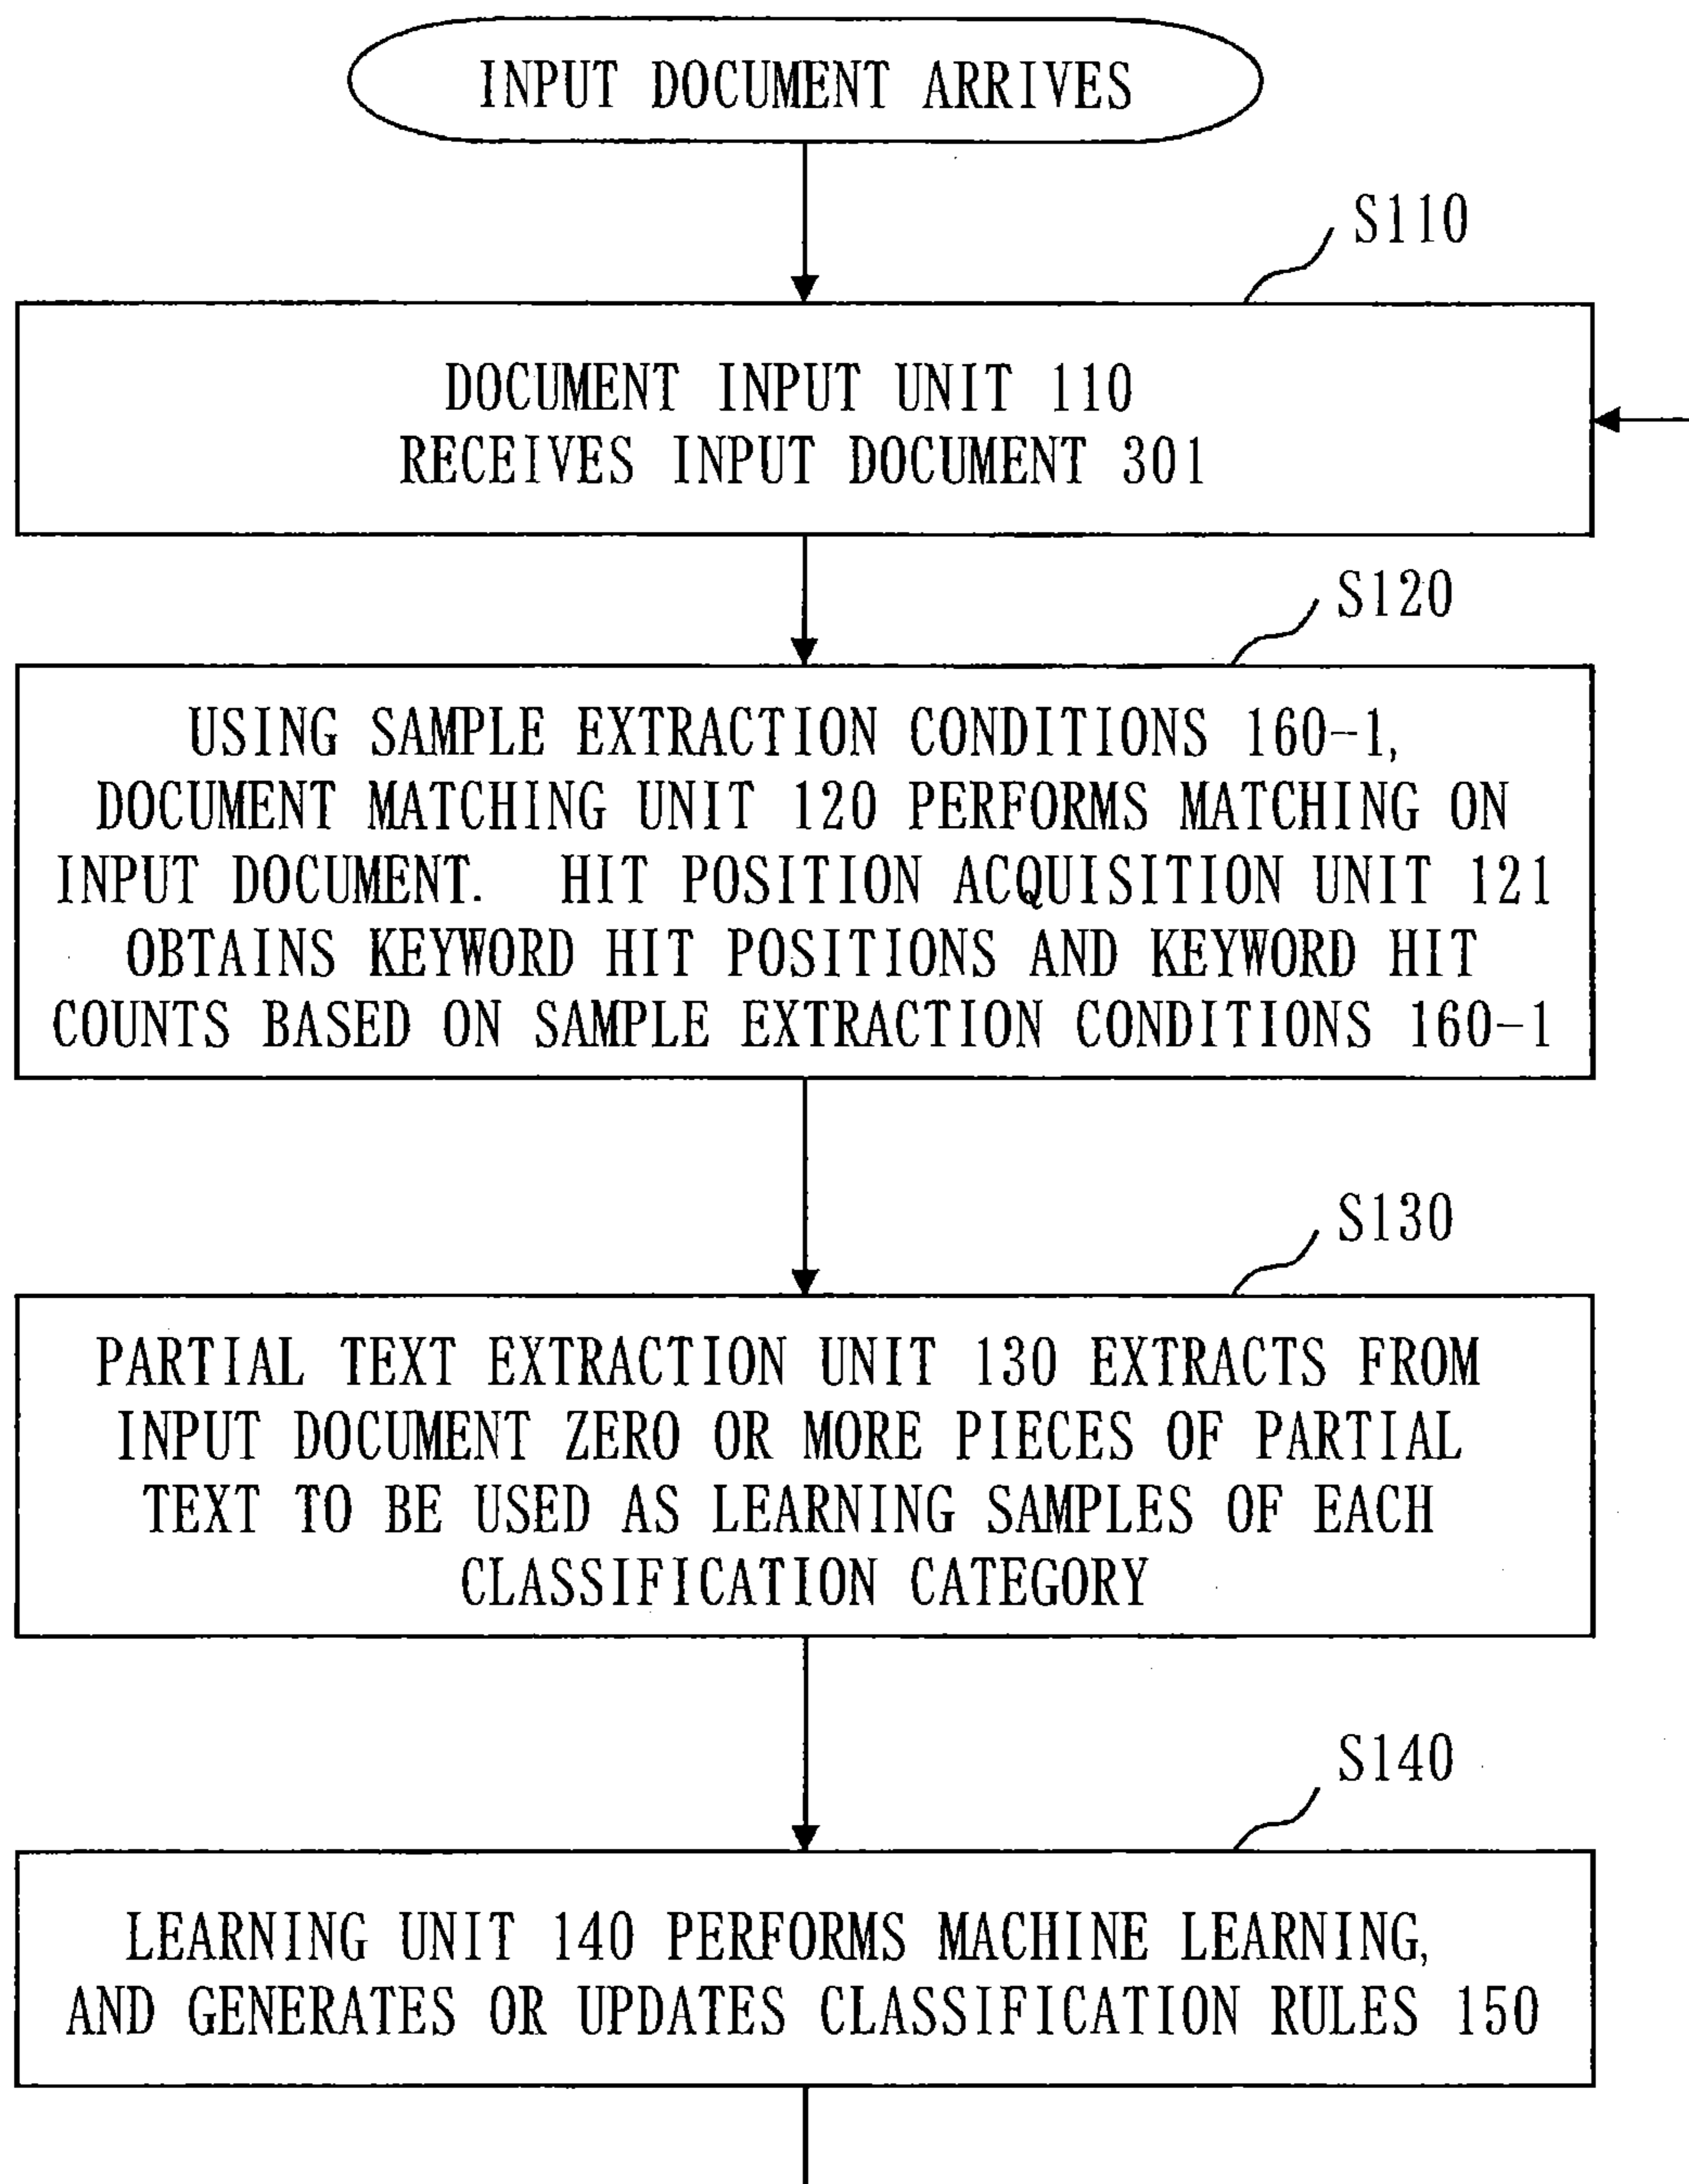 INPUT DOCUMENT ARRIVES
S110
DOCUMENT INPUT UNIT 110
RECEIVES INPUT DOCUMENT 301
S120
USING SAMPLE EXTRACTION CONDITIONS 160-1,
DOCUMENT MATCHING UNIT 120 PERFORMS MATCHING ON
INPUT DOCUMENT. HIT POSITION ACQUISITION UNIT 121
OBTAINS KEYWORD HIT POSITIONS AND KEYWORD HIT
COUNTS BASED ON SAMPLE EXTRACTION CONDITIONS 160-1
S130
PARTIAL TEXT EXTRACTION UNIT 130 EXTRACTS FROM
INPUT DOCUMENT ZERO OR MORE PIECES OF PARTIAL
TEXT TO BE USED AS LEARNING SAMPLES OF EACH
CLASSIFICATION CATEGORY
S140
LEARNING UNIT 140 PERFORMS MACHINE LEARNING,
AND GENERATES OR UPDATES CLASSIFICATION RULES 150